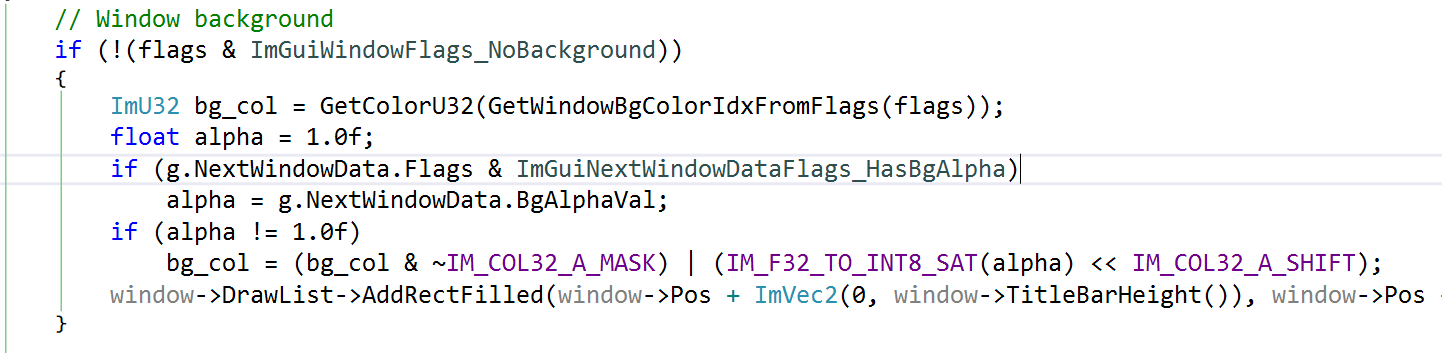 // Window background
if (!(flags & ImGuiWindowFlags_NoBackground))
{
ImU32 bg_col = GetColorU32(GetWindowBgColorIdxFromFlags(flags));
float alpha = 1.0f;
if (g.NextWindowData.Flags & ImGuiNextWindowDataFlags_HasBgAlpha)
alpha = g.NextWindowData.BgAlphaVal;
if (alpha != 1.0f)
bg_col = (bg_col & ~IM_COL32_A_MASK) | (IM_F32_TO_INT8_SAT(alpha) << IM_COL32_A_SHIFT);
window->DrawList->AddRectFilled(window->Pos + ImVec2(0, window->TitleBarHeight()), window->Pos
}